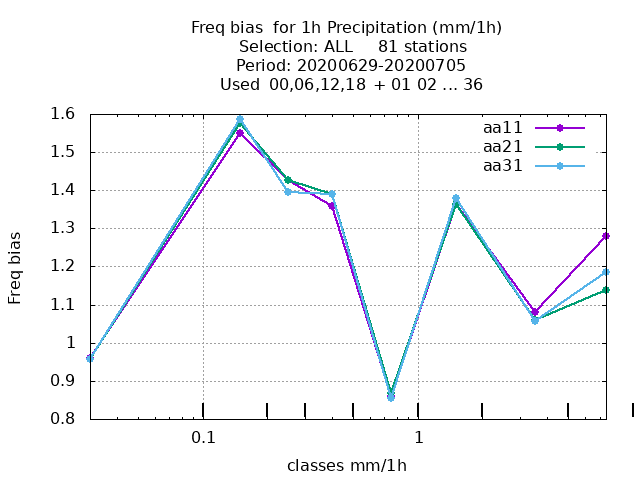 Freq bias  for 1h Precipitation (mm/1h)
Selection: ALL     81 stations
Period: 20200629-20200705
Used  00,06,12,18  + 01 02 ... 36
aa11
aa21
aa31
1.6
1.5
1.4
1.3
1.2
1.1
1
0.9
0.8
Freq bias
0.1
1
classes mm/1h